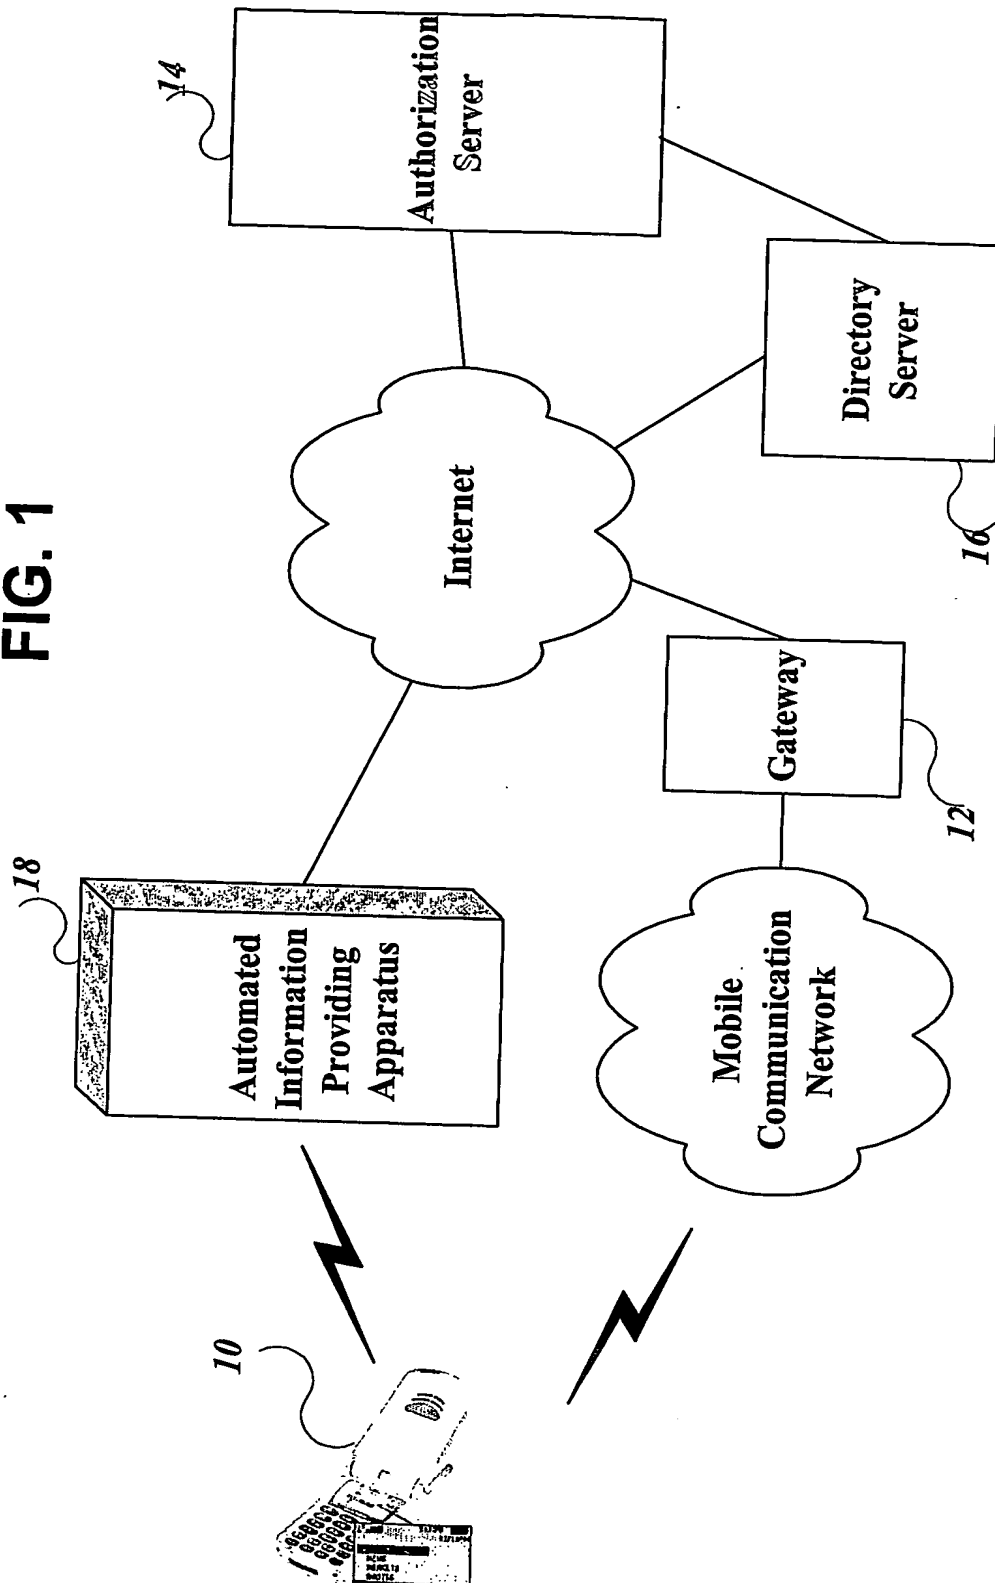 FIG. 1
10
18
Automated
Information
Providing
Apparatus
Internet
14
Authorization
Server
Mobile
Communication
Network
Gateway
12
Directory
Server
16